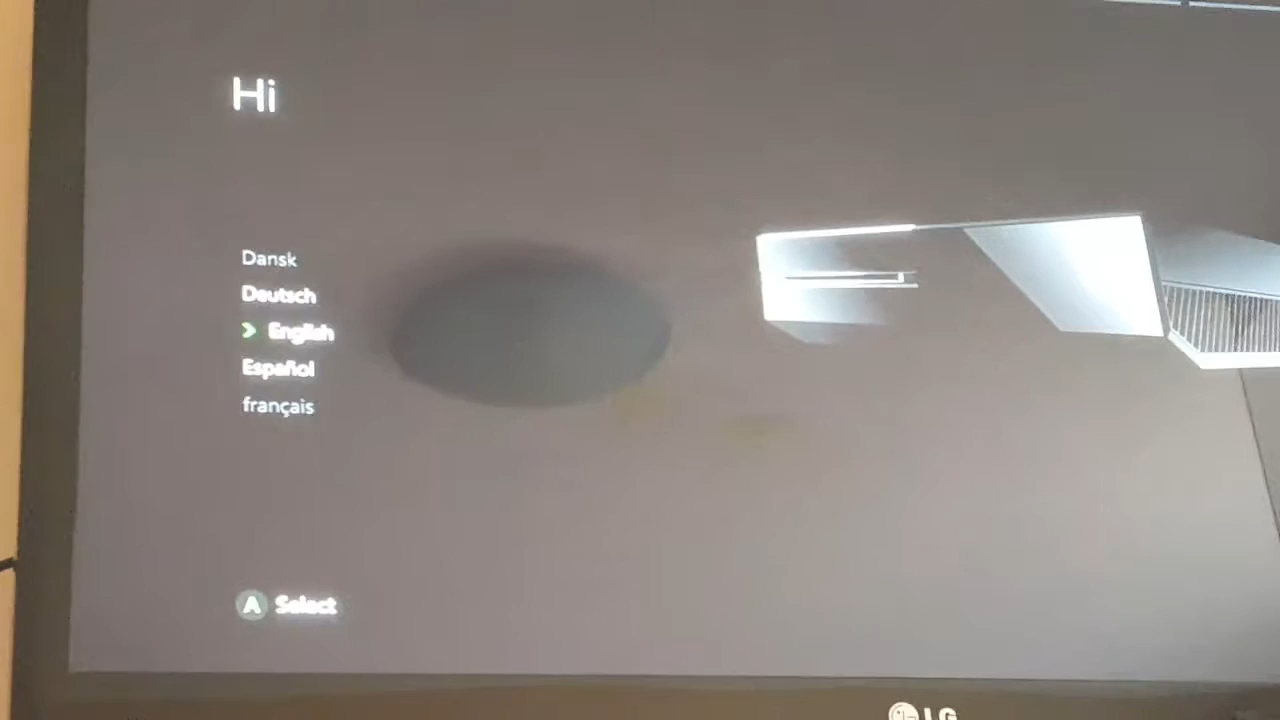 Hi
Dansk
Deutsch
English
Español
français
A Select
LG